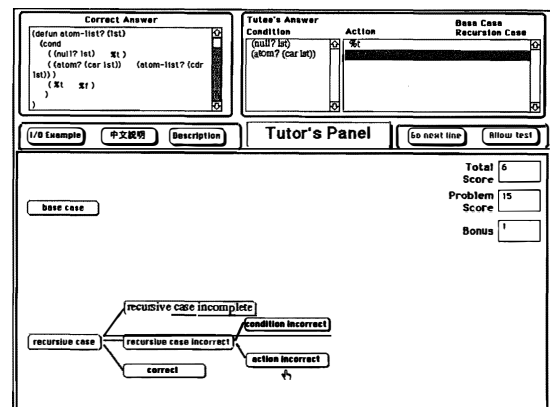 Correct Answer
(defun atom-list? (lst)
(cond
( (null? lst) %t )
( (atom? (car lst)) (atom-list? (cdr
lst)) )
( %t %f )
)
)
Tutee's Answer
Condition
Action
Base Case
Recursion Case
(null? lst)
(atom? (car lst))
%t
I/O Example
中文説明
Description
Tutor's Panel
Go next line
Allow test
Total
Score
6
Problem
Score
15
Bonus
1
base case
recursive case incomplete
condition incorrect
recursive case
recursive case incorrect
action incorrect
correct